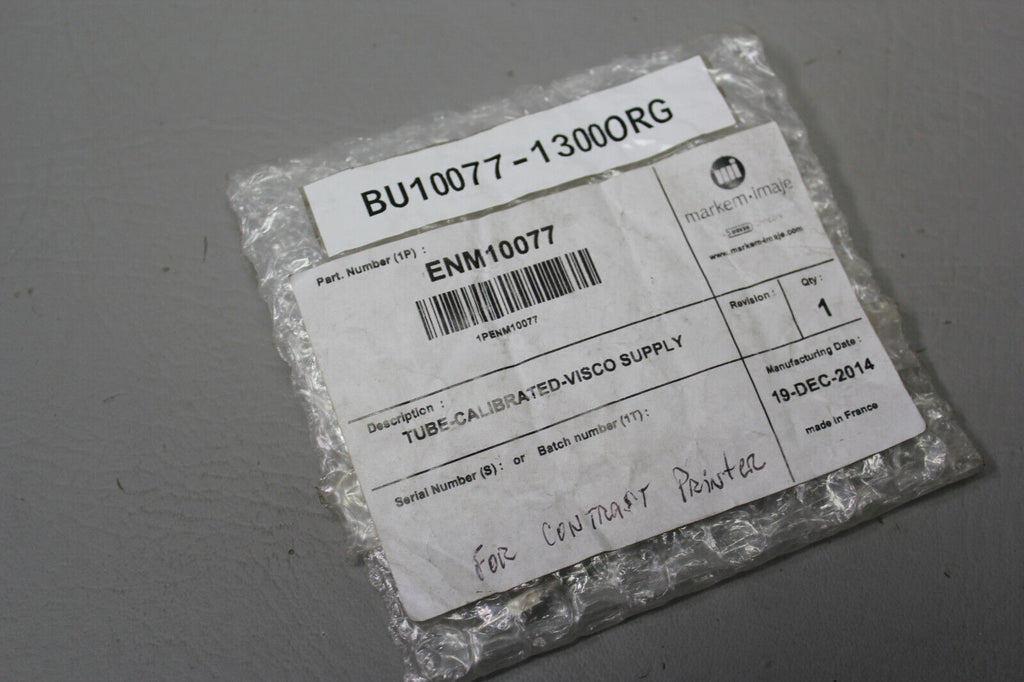 BU10077-1300ORG
Part. Number (1P) :
ENM10077
1PENM10077
markem·imaje
www.markem-imaje.com
Revision :
Qty :
1
Description :
TUBE-CALIBRATED-VISCO SUPPLY
Manufacturing Date :
19-DEC-2014
made in France
Serial Number (S) : or Batch number (1T) :
FOR CONTRAST PRINTER